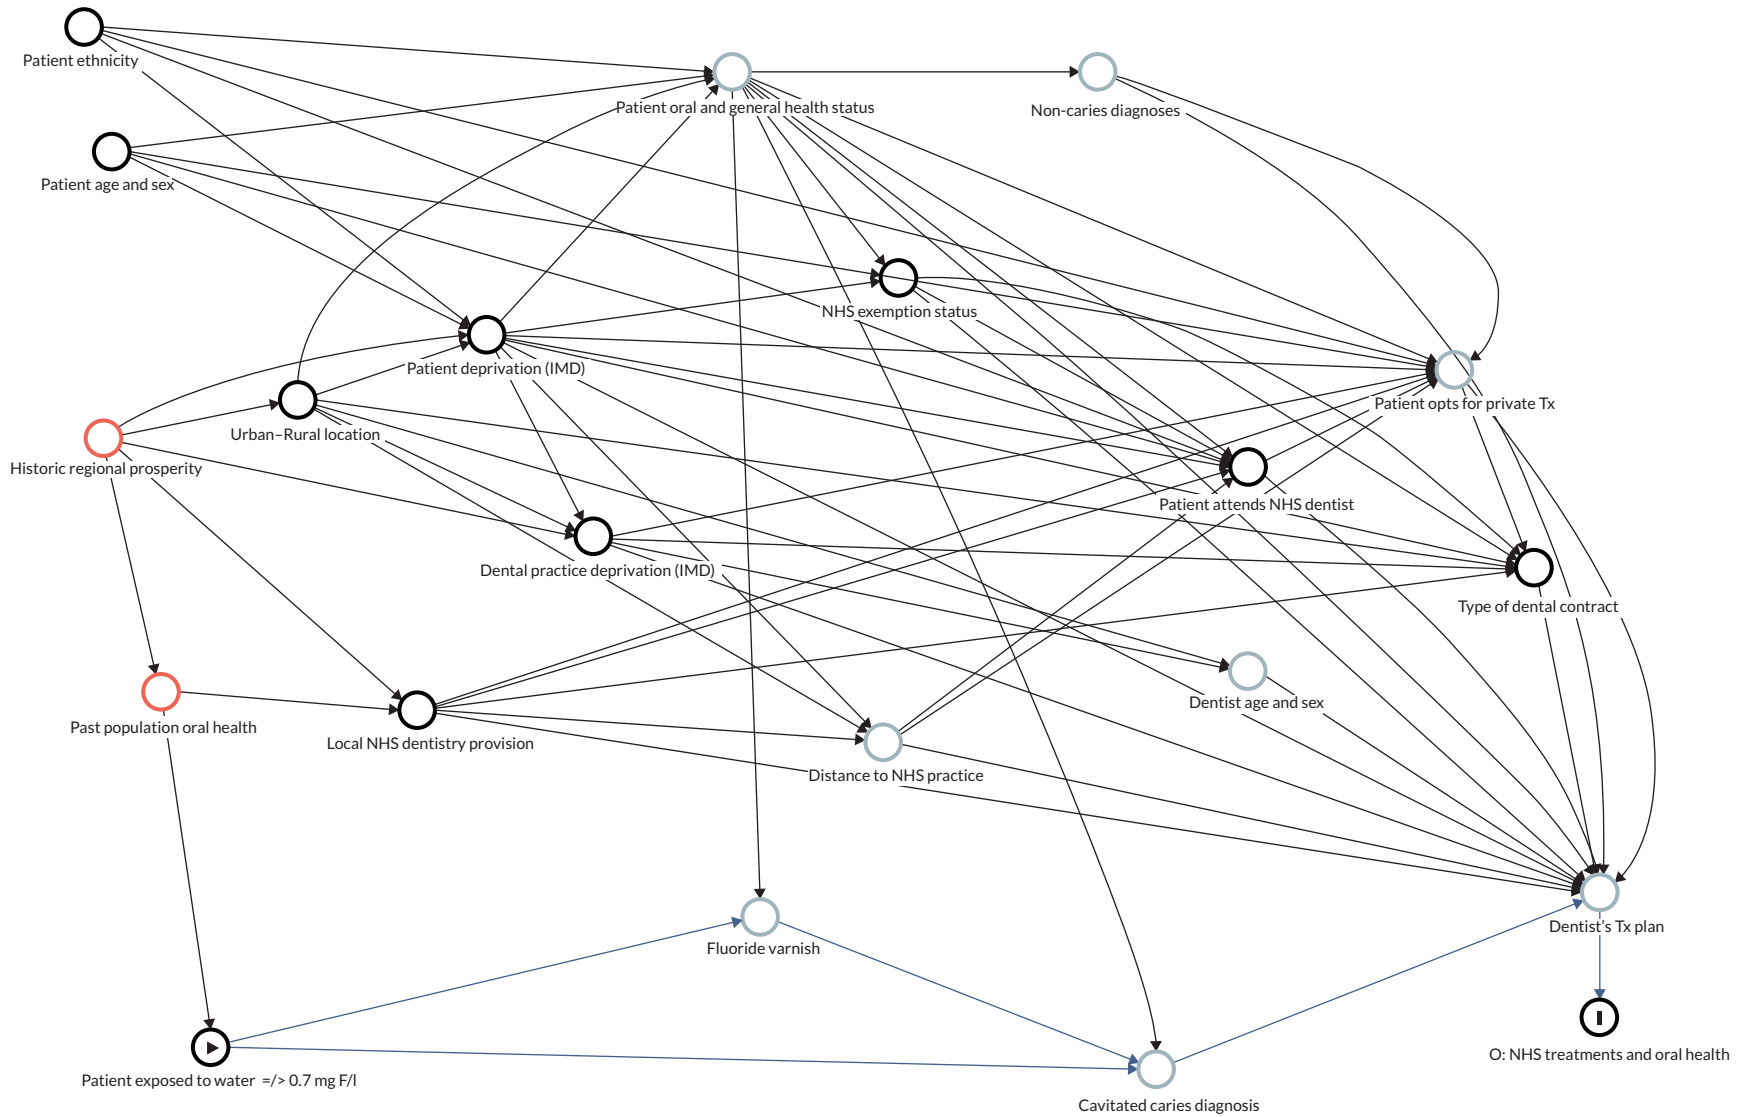 Patient ethnicity
Patient oral and general health status
Non-caries diagnoses
Patient age and sex
NHS exemption status
Patient deprivation (IMD)
Patient opts for private Tx
Urban–Rural location
Historic regional prosperity
Patient attends NHS dentist
Dental practice deprivation (IMD)
Type of dental contract
Dentist age and sex
Past population oral health
Local NHS dentistry provision
Distance to NHS practice
Dentist's Tx plan
Fluoride varnish
O: NHS treatments and oral health
Patient exposed to water =/> 0.7 mg F/l
Cavitated caries diagnosis